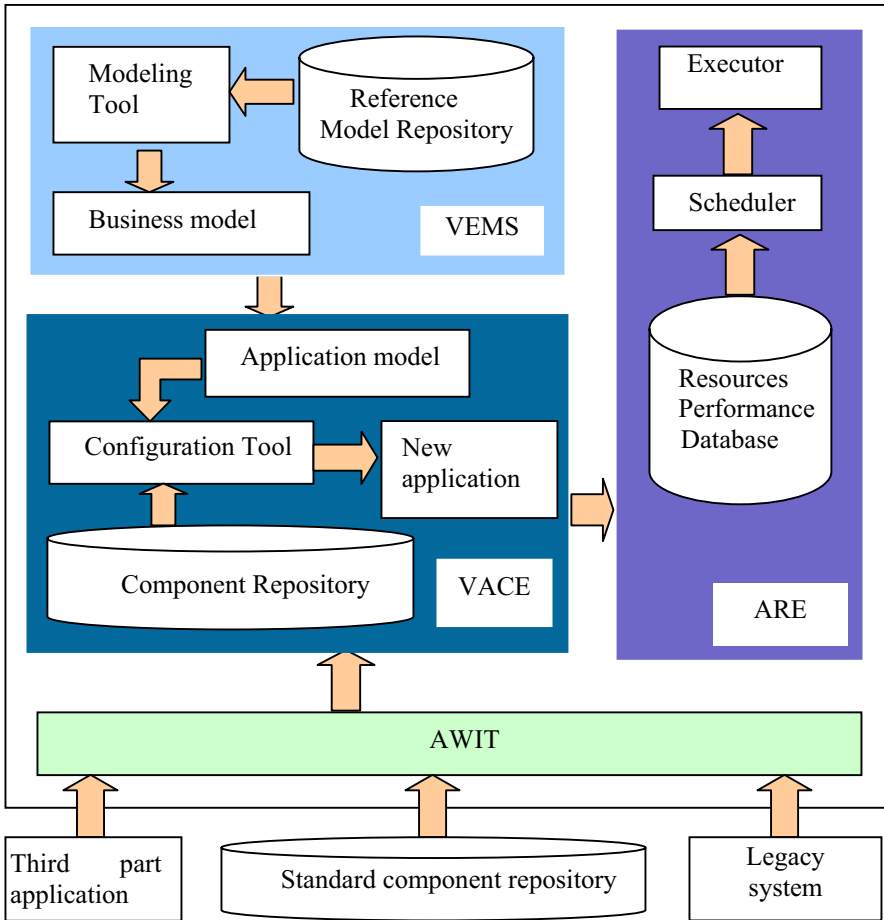 Modeling
Tool
Reference
Model Repository
Business model
VEMS
Executor
Scheduler
Resources
Performance
Database
ARE
Application model
Configuration Tool
New
application
Component Repository
VACE
AWIT
Third part
application
Standard component repository
Legacy
system